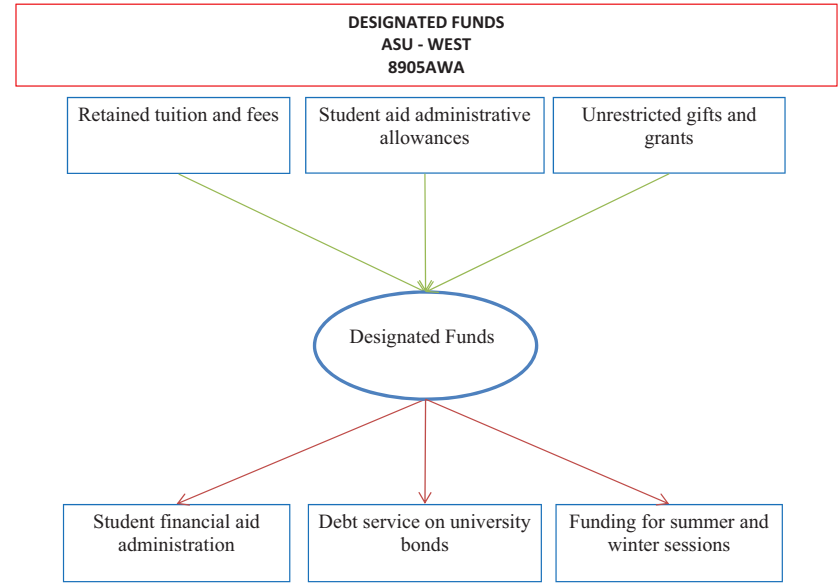 DESIGNATED FUNDS
ASU - WEST
8905AWA
Retained tuition and fees
Student aid administrative
allowances
Unrestricted gifts and
grants
Designated Funds
Student financial aid
administration
Debt service on university
bonds
Funding for summer and
winter sessions